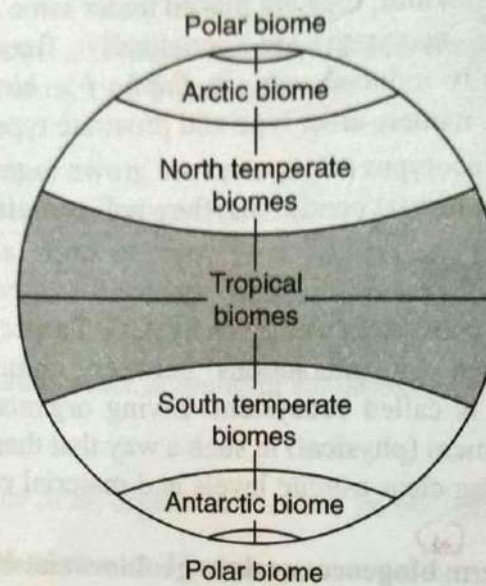 Polar biome
Arctic biome
North temperate
biomes
Tropical
biomes
South temperate
biomes
Antarctic biome
Polar biome